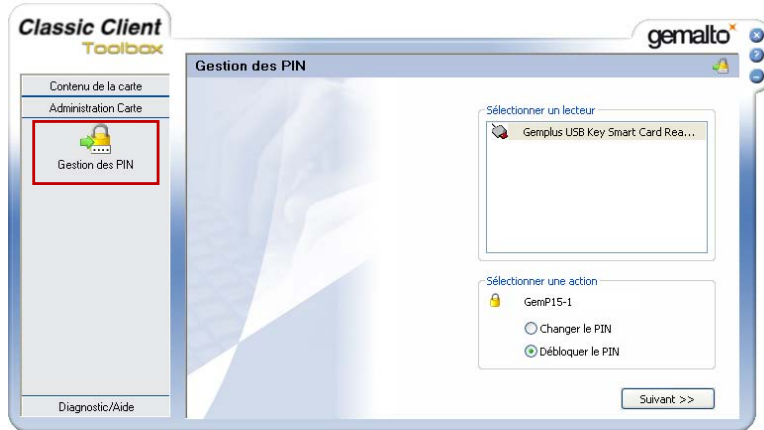 Classic Client
Toolbox
gemalto
Gestion des PIN
Contenu de la carte
Administration Carte
Gestion des PIN
Diagnostic/Aide
Sélectionner un lecteur
Gemplus USB Key Smart Card Rea...
Sélectionner une action
GemP15-1
Changer le PIN
Débloquer le PIN
Suivant >>